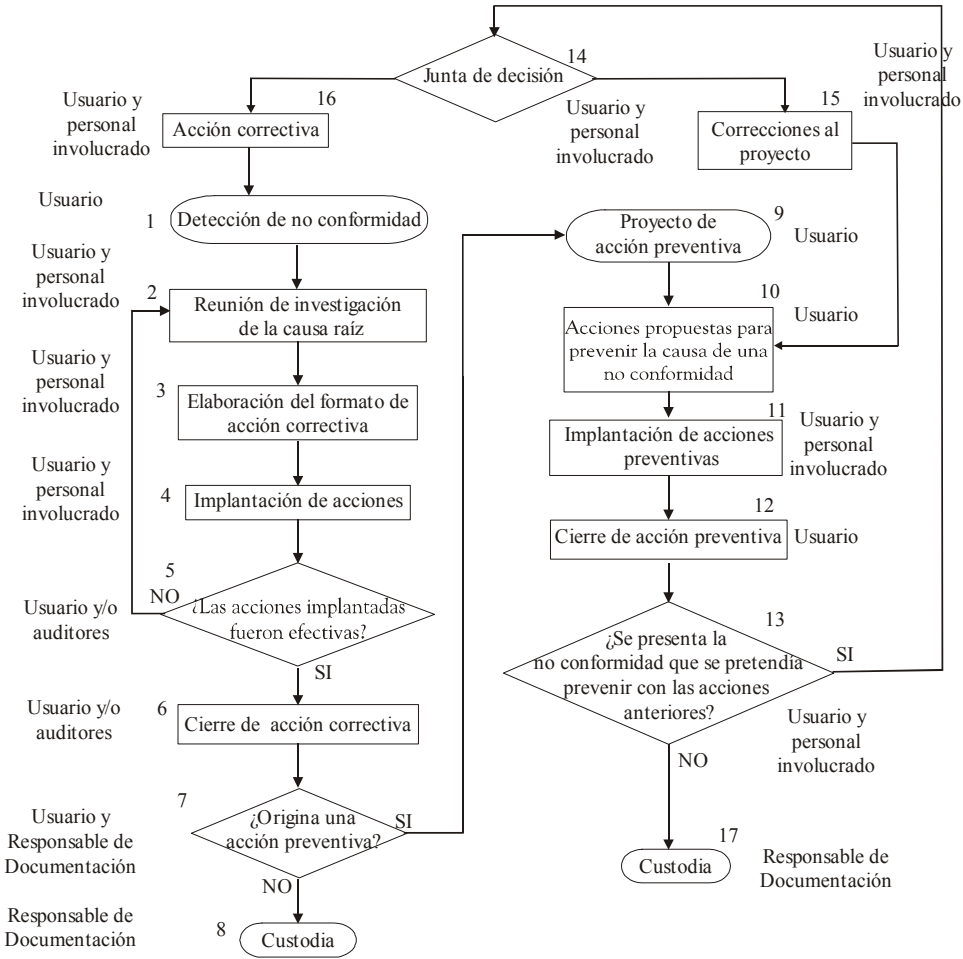 14
Junta de decisión
Usuario y
personal
involucrado
16
Usuario y
personal
involucrado
Acción correctiva
Usuario y
personal
involucrado
15
Correcciones al
proyecto
Usuario
1
Detección de no conformidad
Usuario y
personal
involucrado
2
Reunión de investigación
de la causa raíz
Usuario y
personal
involucrado
3
Elaboración del formato de
acción correctiva
Usuario y
personal
involucrado
4
Implantación de acciones
5
NO
Usuario y/o
auditores
¿Las acciones implantadas
fueron efectivas?
SI
Usuario y/o
auditores
6
Cierre de acción correctiva
7
Usuario y
Responsable de
Documentación
¿Origina una
acción preventiva?
SI
NO
Responsable de
Documentación
8
Custodia
9
Proyecto de
acción preventiva
Usuario
10
Acciones propuestas para
prevenir la causa de una
no conformidad
Usuario
11
Implantación de acciones
preventivas
Usuario y
personal
involucrado
12
Cierre de acción preventiva
Usuario
13
¿Se presenta la
no conformidad que se pretendía
prevenir con las acciones
anteriores?
SI
Usuario y
personal
involucrado
NO
17
Custodia
Responsable de
Documentación